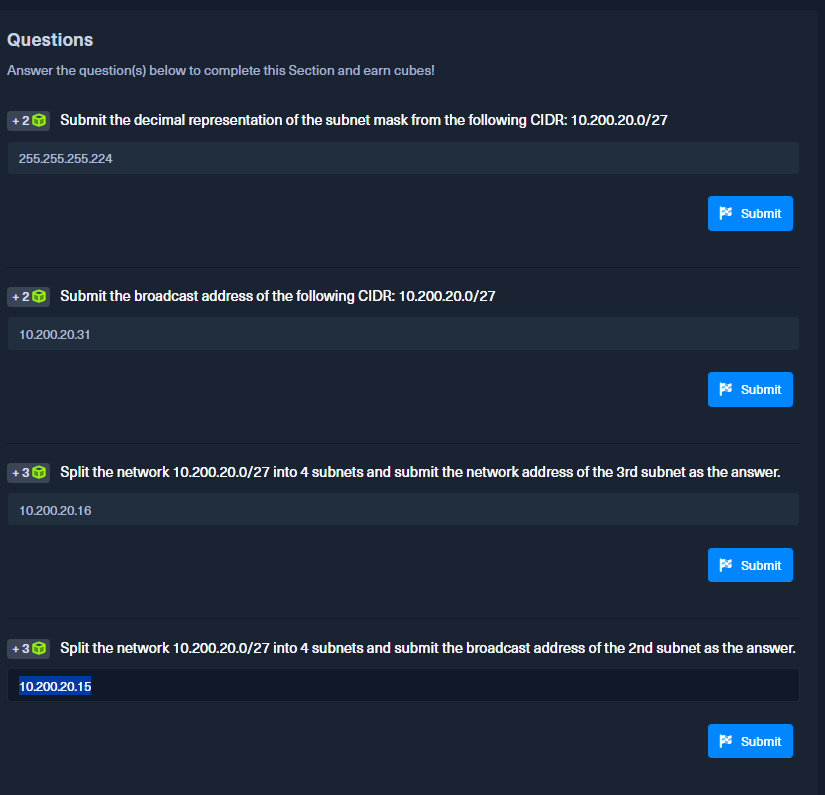 Questions
Answer the question(s) below to complete this Section and earn cubes!
+ 2 Submit the decimal representation of the subnet mask from the following CIDR: 10.200.20.0/27
255.255.255.224
Submit
+ 2 Submit the broadcast address of the following CIDR: 10.200.20.0/27
10.200.20.31
Submit
+ 3 Split the network 10.200.20.0/27 into 4 subnets and submit the network address of the 3rd subnet as the answer.
10.200.20.16
Submit
+ 3 Split the network 10.200.20.0/27 into 4 subnets and submit the broadcast address of the 2nd subnet as the answer.
10.200.20.15
Submit